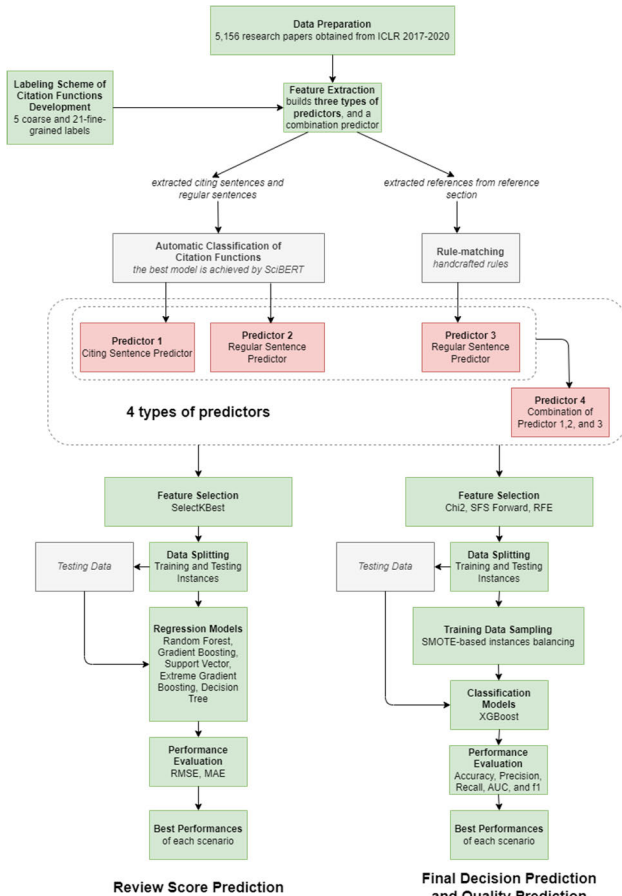 Data Preparation
5,156 research papers obtained from ICLR 2017-2020
Labeling Scheme of
Citation Functions
Development
5 coarse and 21-fine-
grained labels
Feature Extraction
builds three types of
predictors, and a
combination predictor
extracted citing sentences and
regular sentences
extracted references from reference
section
Automatic Classification of
Citation Functions
the best model is achieved by SciBERT
Rule-matching
handcrafted rules
Predictor 1
Citing Sentence Predictor
Predictor 2
Regular Sentence
Predictor
Predictor 3
Regular Sentence
Predictor
4 types of predictors
Predictor 4
Combination of
Predictor 1,2, and 3
Feature Selection
SelectKBest
Testing Data
Data Splitting
Training and Testing
Instances
Regression Models
Random Forest,
Gradient Boosting,
Support Vector,
Extreme Gradient
Boosting, Decision
Tree
Performance
Evaluation
RMSE, MAE
Best Performances
of each scenario
Review Score Prediction
Feature Selection
Chi2, SFS Forward, RFE
Testing Data
Data Splitting
Training and Testing
Instances
Training Data Sampling
SMOTE-based instances balancing
Classification
Models
XGBoost
Performance
Evaluation
Accuracy, Precision,
Recall, AUC, and f1
Best Performances
of each scenario
Final Decision Prediction
and Quality Prediction